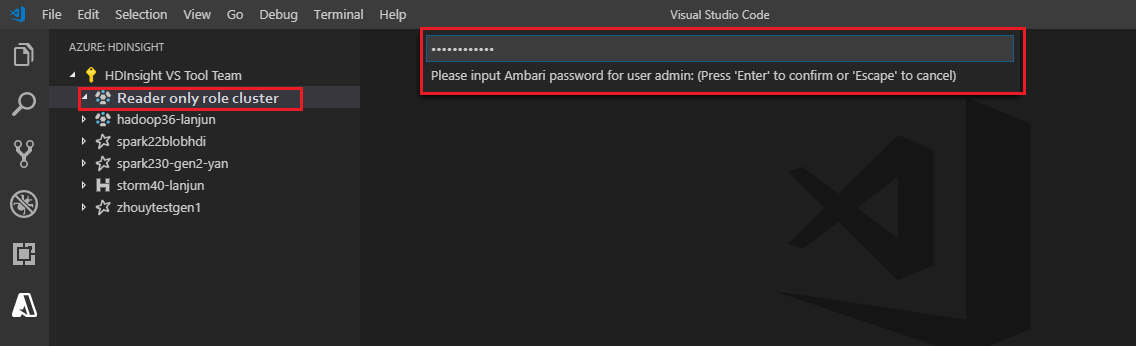 File Edit Selection View Go Debug Terminal Help Visual Studio Code
AZURE: HDINSIGHT
••••••••••••
Please input Ambari password for user admin: (Press 'Enter' to confirm or 'Escape' to cancel)
HDInsight VS Tool Team
Reader only role cluster
hadoop36-lanjun
spark22blobhdi
spark230-gen2-yan
storm40-lanjun
zhouytestgen1